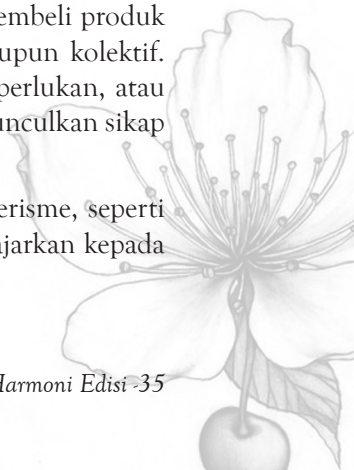 embeli produk
upun kolektif.
perlukan, atau
unculkan sikap
erisme, seperti
ajarkan kepada
Harmoni Edisi -35